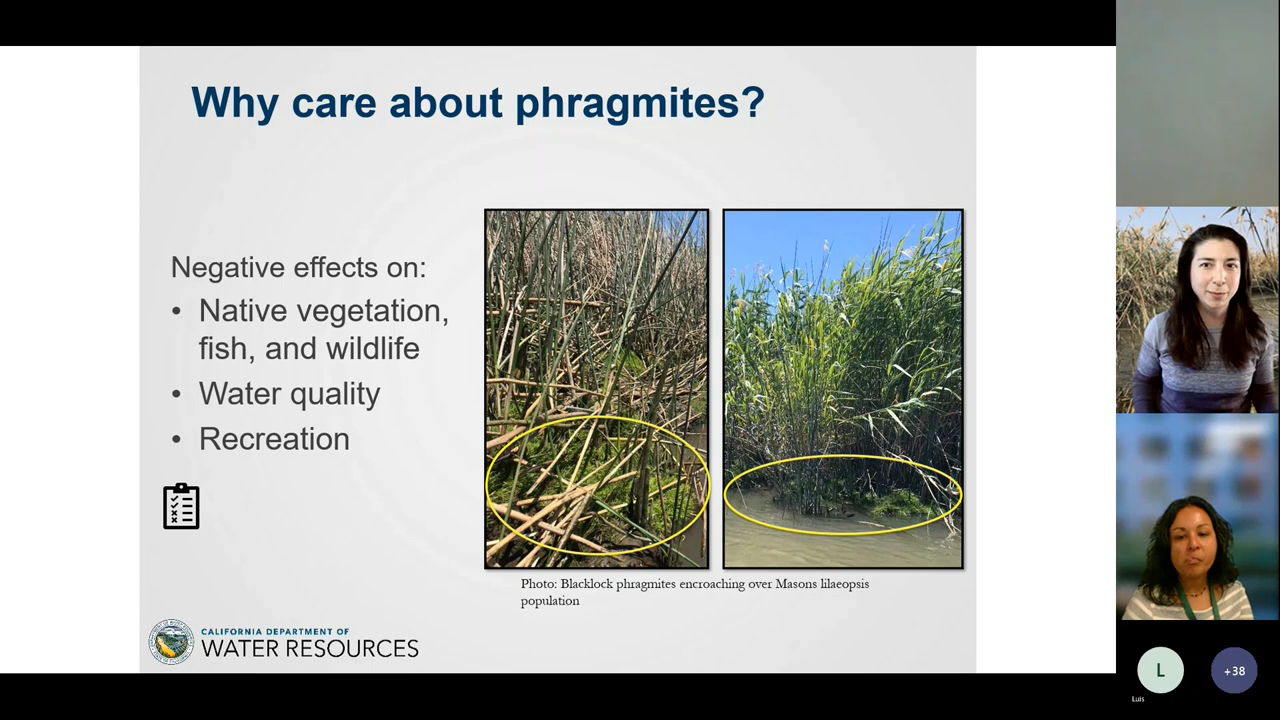 Why care about phragmites?
Negative effects on:
• Native vegetation,
fish, and wildlife
• Water quality
• Recreation
Photo: Blacklock phragmites encroaching over Masons lilaeopsis
population
CALIFORNIA DEPARTMENT OF
WATER RESOURCES
L
+38
Luis